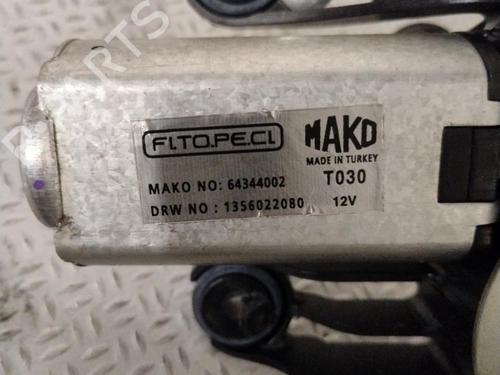 FI.TO.PE.CI
MAKO
MADE IN TURKEY
MAKO NO: 64344002
T030
DRW NO : 1356022080
12V